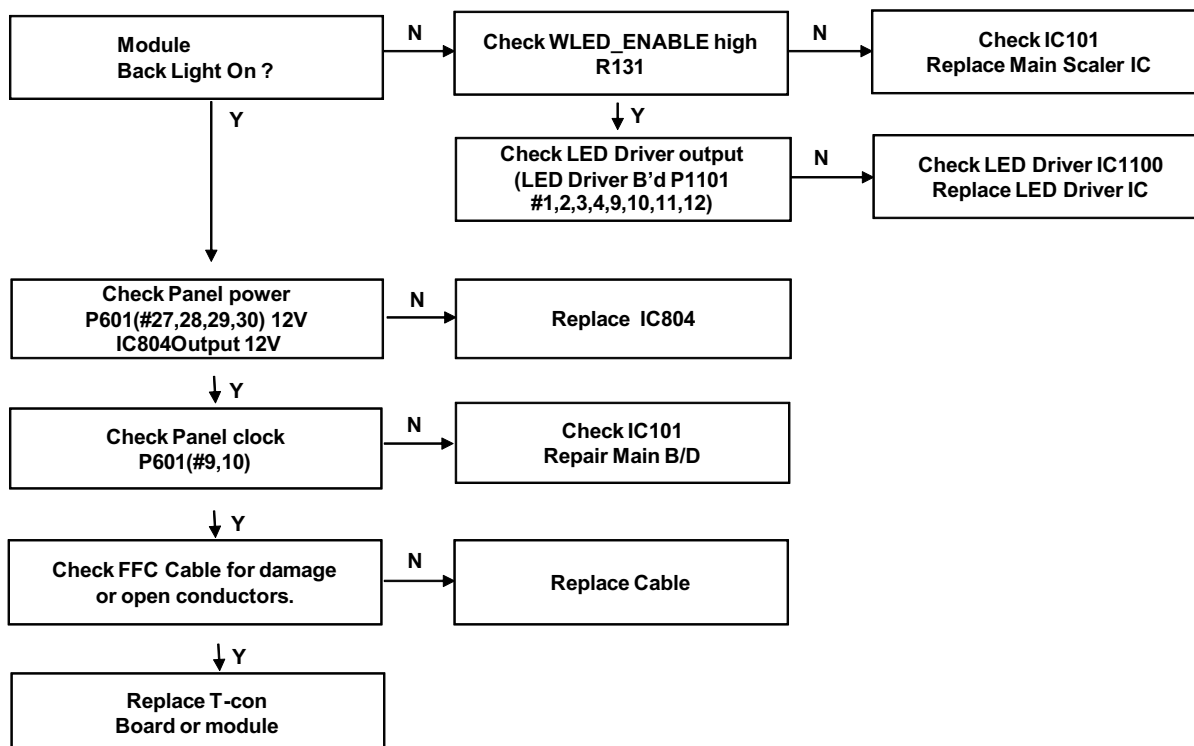 Module
Back Light On ?
N
Check WLED_ENABLE high
R131
N
Check IC101
Replace Main Scaler IC
Y
Y
Check LED Driver output
(LED Driver B'd P1101
#1,2,3,4,9,10,11,12)
N
Check LED Driver IC1100
Replace LED Driver IC
Check Panel power
P601(#27,28,29,30) 12V
IC804Output 12V
N
Replace IC804
Y
Check Panel clock
P601(#9,10)
N
Check IC101
Repair Main B/D
Y
Check FFC Cable for damage
or open conductors.
N
Replace Cable
Y
Replace T-con
Board or module